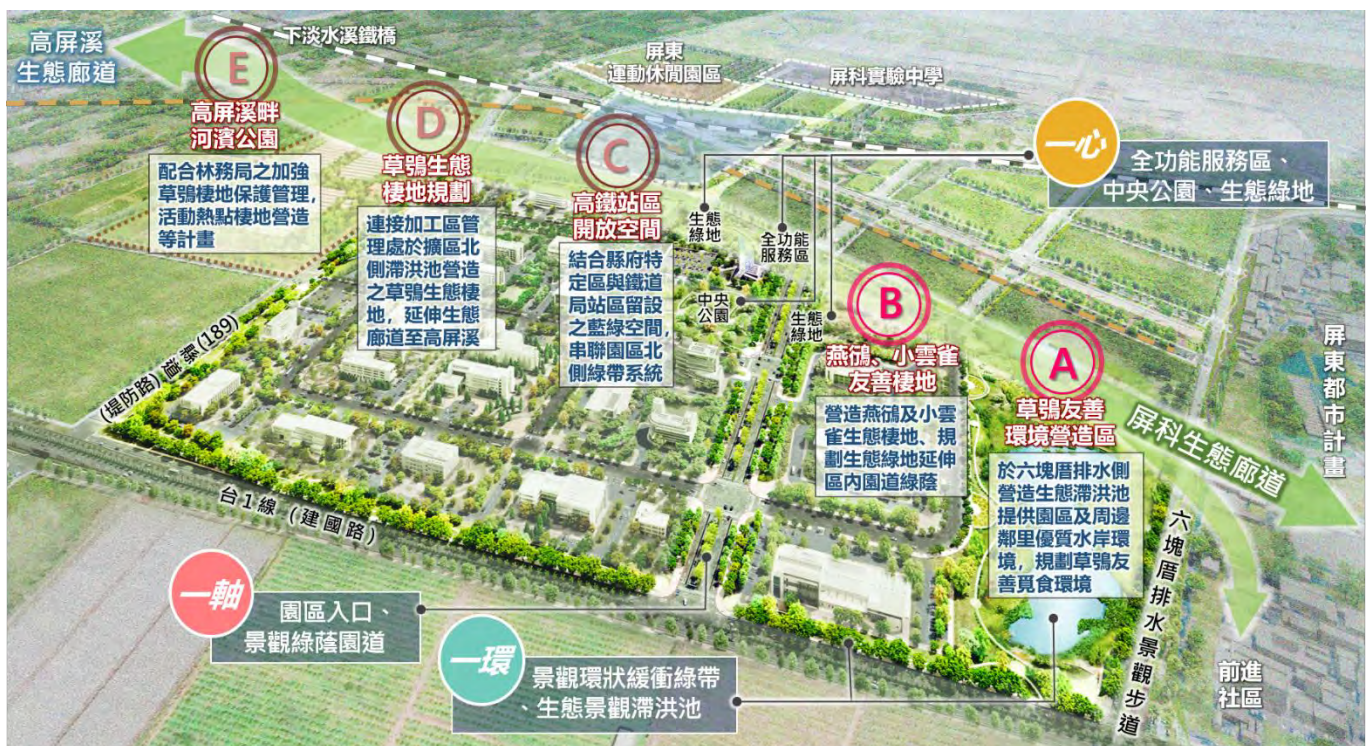 高屏溪
生態廊道
下淡水溪鐵橋
屏東
運動休閒園區
屏科實驗中學
E
高屏溪畔
河濱公園
配合林務局之加強
草鴞棲地保護管理,
活動熱點棲地營造
等計畫
D
草鴞生態
棲地規劃
連接加工區管
理處於擴區北
側滯洪池營造
之草鴞生態棲
地，延伸生態
廊道至高屏溪
C
高鐵站區
開放空間
結合縣府特
定區與鐵道
局站區留設
之藍綠空間,
串聯園區北
側綠帶系統
一心
全功能服務區、
中央公園、生態綠地
生態
綠地
全功能
服務區
中央
公園
生態
綠地
B
燕鴴、小雲雀
友善棲地
營造燕鴴及小雲
雀生態棲地、規
劃生態綠地延伸
區內園道綠蔭
A
草鴞友善
環境營造區
於六塊厝排水側
營造生態滯洪池
提供園區及周邊
鄰里優質水岸環
境，規劃草鴞友
善覓食環境
屏科生態廊道
屏東都市計畫
縣道(189)
(堤防路)
台1線（建國路）
一軸
園區入口、
景觀綠蔭園道
一環
景觀環狀緩衝綠帶
、生態景觀滯洪池
六塊厝排水景觀步道
前進
社區